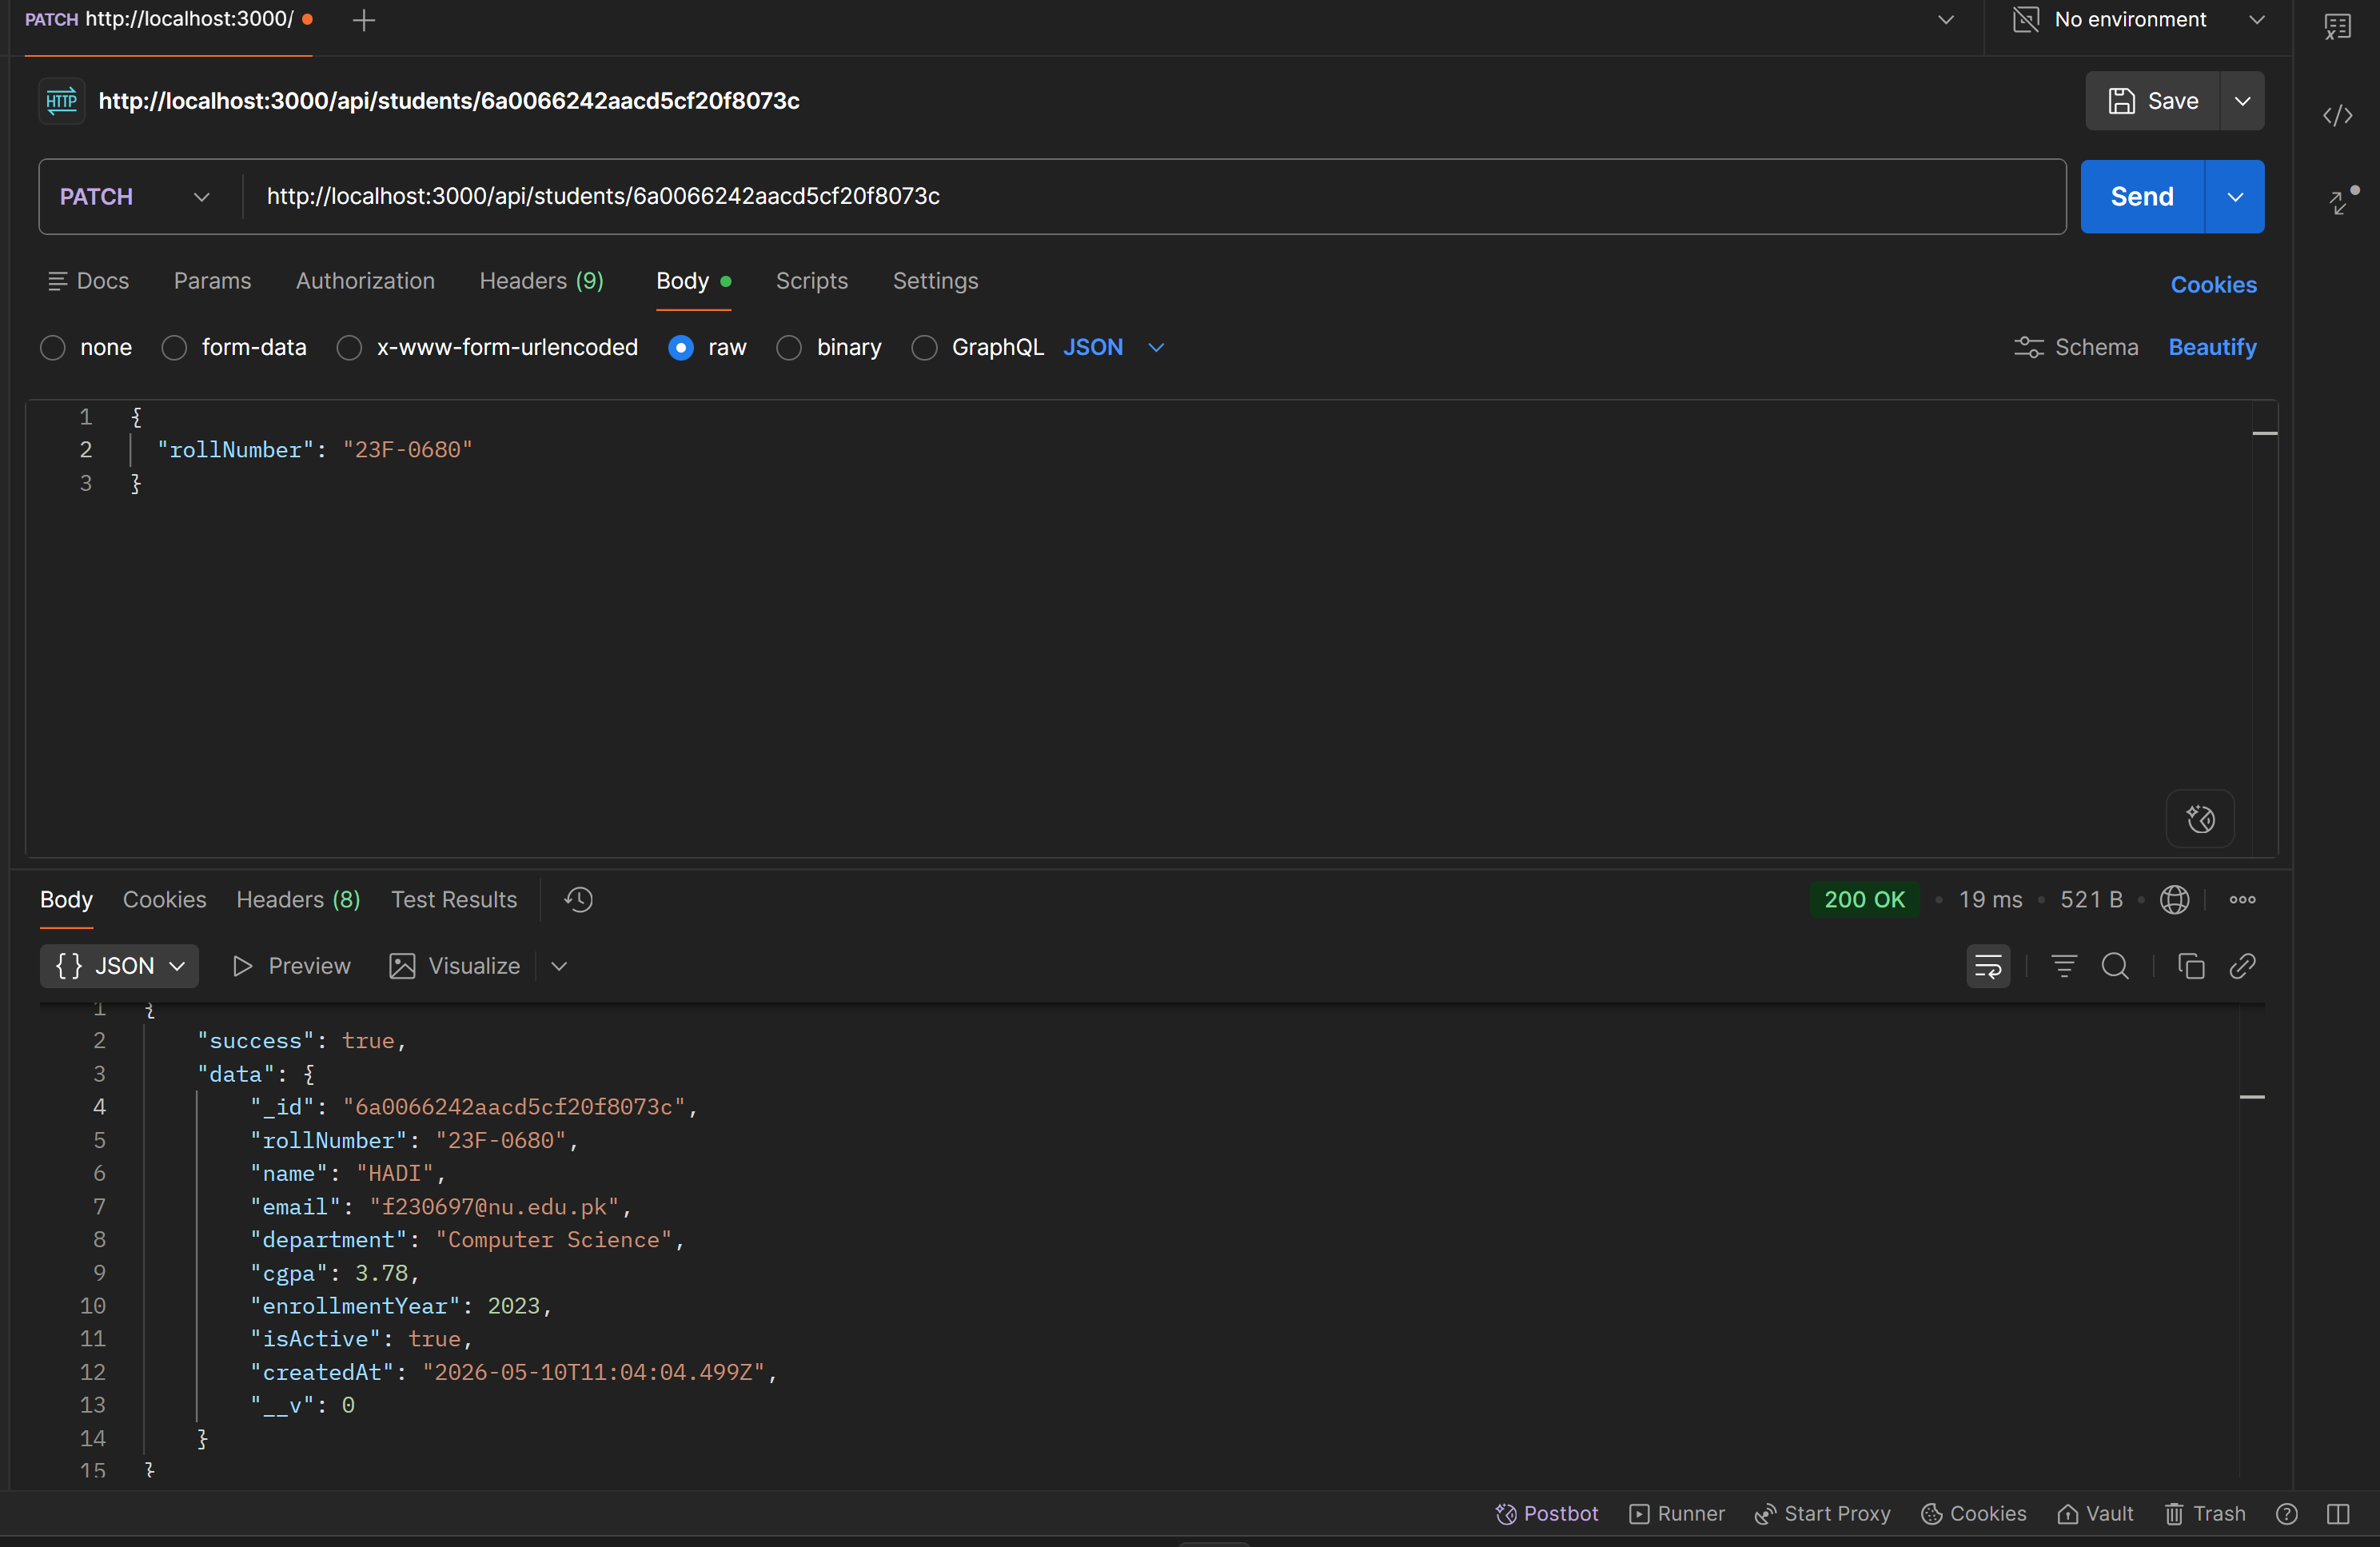 PATCH http://localhost:3000/
No environment
HTTP http://localhost:3000/api/students/6a0066242aacd5cf20f8073c
Save
PATCH http://localhost:3000/api/students/6a0066242aacd5cf20f8073c
Send
Docs Params Authorization Headers (9) Body Scripts Settings Cookies
none form-data x-www-form-urlencoded raw binary GraphQL JSON Schema Beautify
1 {
2 "rollNumber": "23F-0680"
3 }
Body Cookies Headers (8) Test Results 200 OK • 19 ms • 521 B
{} JSON Preview Visualize
1 {
2 "success": true,
3 "data": {
4 "_id": "6a0066242aacd5cf20f8073c",
5 "rollNumber": "23F-0680",
6 "name": "HADI",
7 "email": "f230697@nu.edu.pk",
8 "department": "Computer Science",
9 "cgpa": 3.78,
10 "enrollmentYear": 2023,
11 "isActive": true,
12 "createdAt": "2026-05-10T11:04:04.499Z",
13 "__v": 0
14 }
15 }
Postbot Runner Start Proxy Cookies Vault Trash